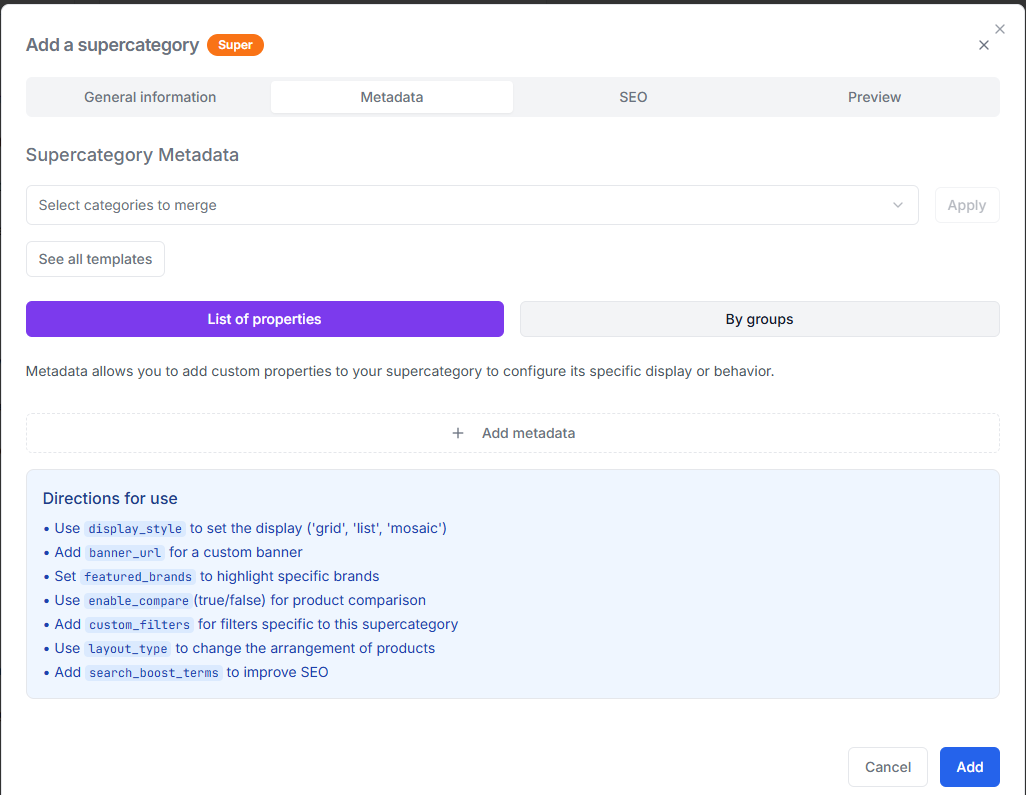 Add a supercategory Super
General information Metadata SEO Preview
Supercategory Metadata
Select categories to merge Apply
See all templates
List of properties By groups
Metadata allows you to add custom properties to your supercategory to configure its specific display or behavior.
+ Add metadata
Directions for use
• Use display_style to set the display ('grid', 'list', 'mosaic')
• Add banner_url for a custom banner
• Set featured_brands to highlight specific brands
• Use enable_compare (true/false) for product comparison
• Add custom_filters for filters specific to this supercategory
• Use layout_type to change the arrangement of products
• Add search_boost_terms to improve SEO
Cancel Add